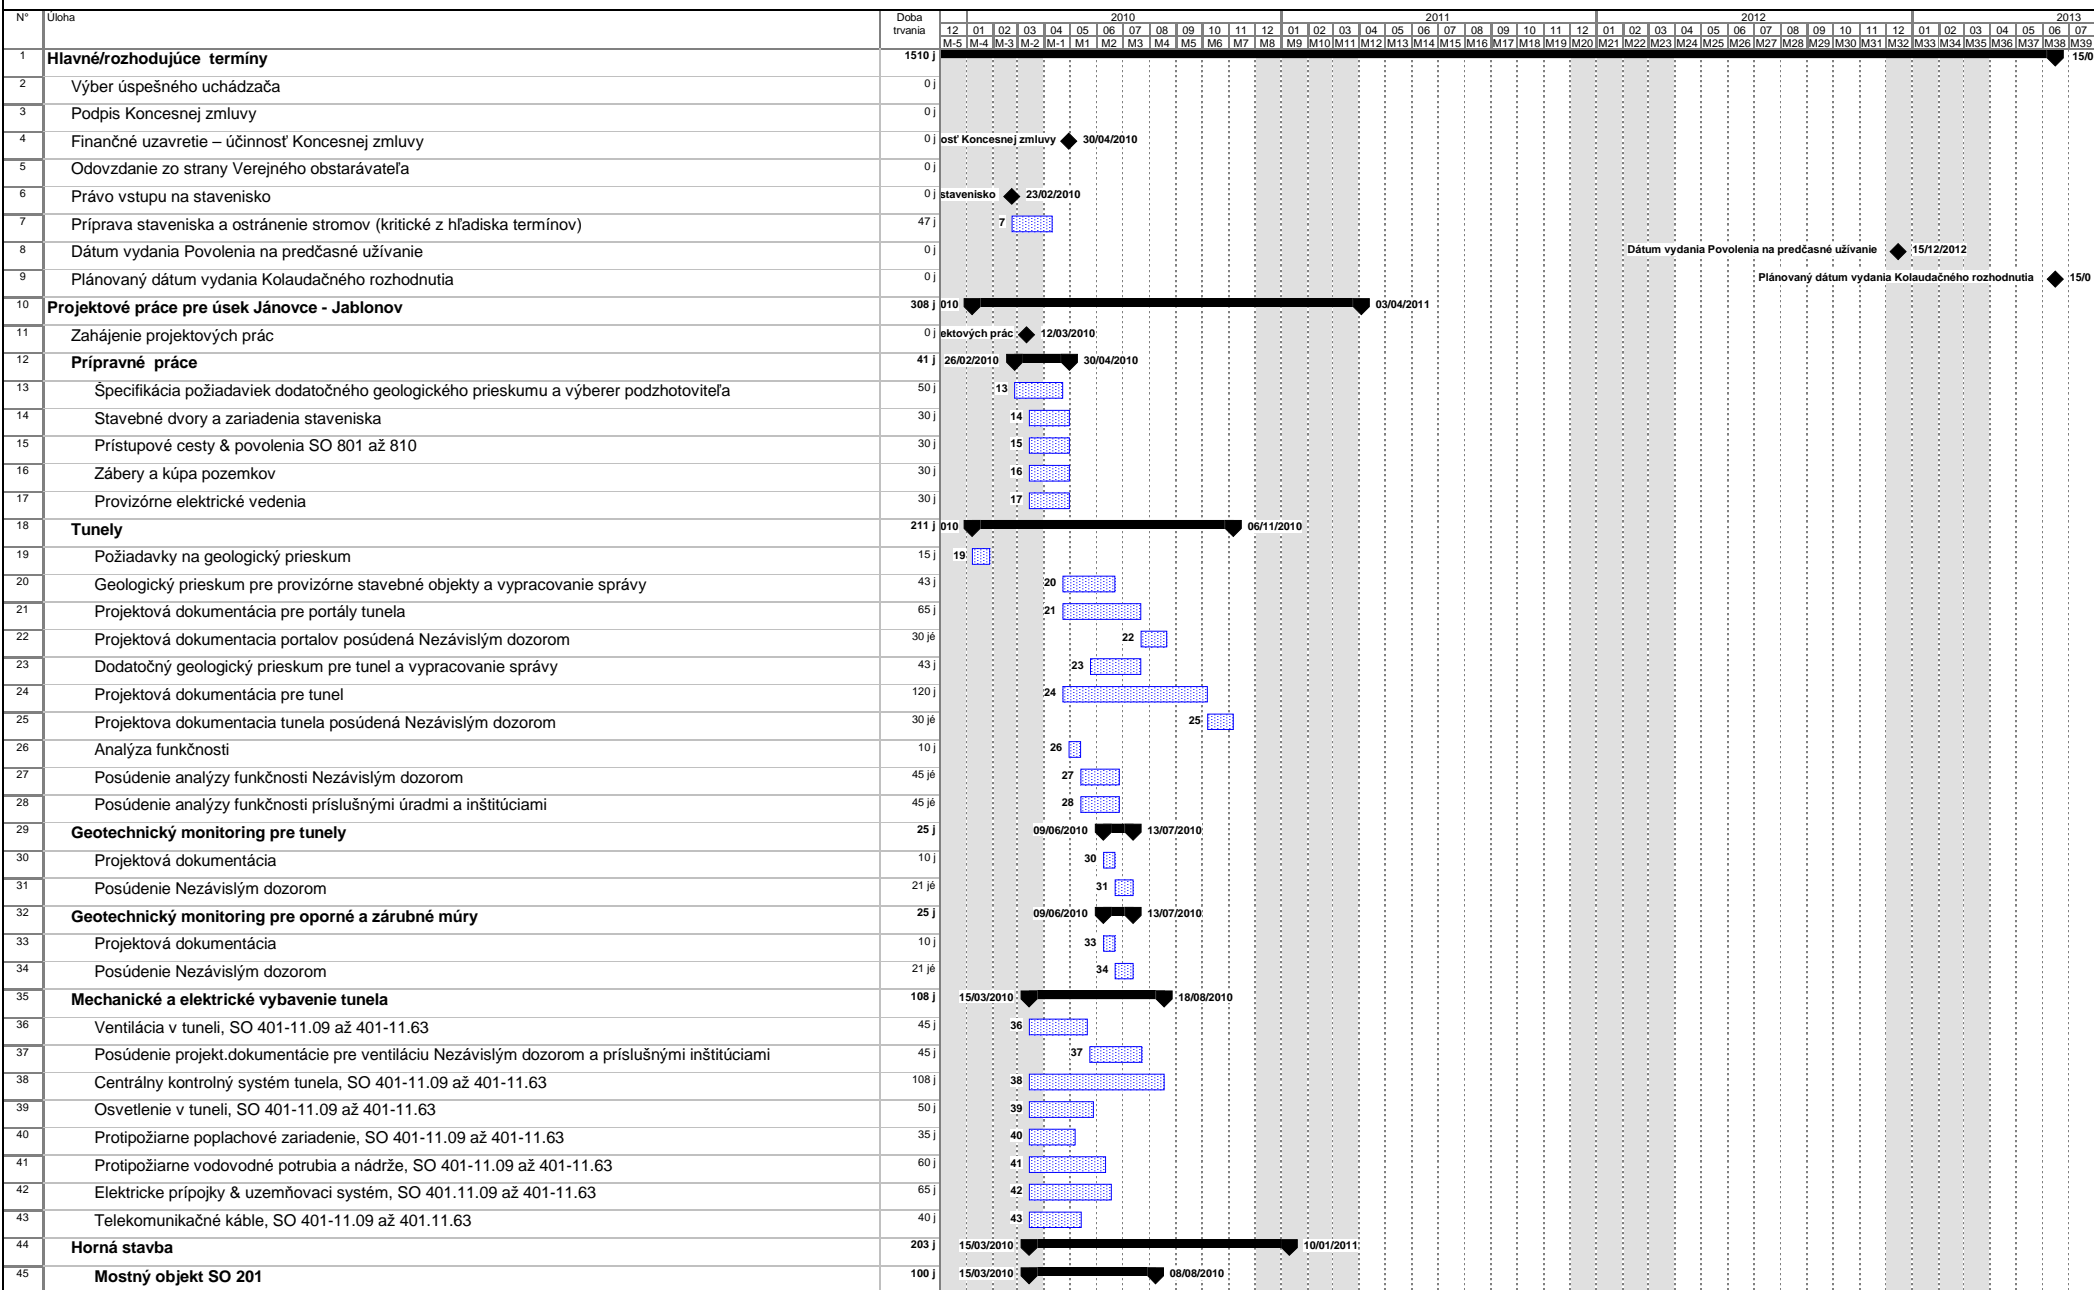 N° Úloha Doba trvania 2010 2011 2012 2013
12 01 02 03 04 05 06 07 08 09 10 11 12 01 02 03 04 05 06 07 08 09 10 11 12 01 02 03 04 05 06 07 08 09 10 11 12 01 02 03 04 05 06 07
M-5 M-4 M-3 M-2 M-1 M1 M2 M3 M4 M5 M6 M7 M8 M9 M10 M11 M12 M13 M14 M15 M16 M17 M18 M19 M20 M21 M22 M23 M24 M25 M26 M27 M28 M29 M30 M31 M32 M33 M34 M35 M36 M37 M38 M39
1 Hlavné/rozhodujúce termíny 1510 j 15/0
2 Výber úspešného uchádzača 0 j
3 Podpis Koncesnej zmluvy 0 j
4 Finančné uzavretie – účinnosť Koncesnej zmluvy 0 j osť Koncesnej zmluvy 30/04/2010
5 Odovzdanie zo strany Verejného obstarávateľa 0 j
6 Právo vstupu na stavenisko 0 j stavenisko 23/02/2010
7 Príprava staveniska a ostránenie stromov (kritické z hľadiska termínov) 47 j 7
8 Dátum vydania Povolenia na predčasné užívanie 0 j Dátum vydania Povolenia na predčasné užívanie 15/12/2012
9 Plánovaný dátum vydania Kolaudačného rozhodnutia 0 j Plánovaný dátum vydania Kolaudačného rozhodnutia 15/0
10 Projektové práce pre úsek Jánovce - Jablonov 308 j 010 03/04/2011
11 Zahájenie projektových prác 0 j ektových prác 12/03/2010
12 Prípravné práce 41 j 26/02/2010 30/04/2010
13 Špecifikácia požiadaviek dodatočného geologického prieskumu a výberer podzhotoviteľa 50 j 13
14 Stavebné dvory a zariadenia staveniska 30 j 14
15 Prístupové cesty & povolenia SO 801 až 810 30 j 15
16 Zábery a kúpa pozemkov 30 j 16
17 Provizórne elektrické vedenia 30 j 17
18 Tunely 211 j 010 06/11/2010
19 Požiadavky na geologický prieskum 15 j 19
20 Geologický prieskum pre provizórne stavebné objekty a vypracovanie správy 43 j 20
21 Projektová dokumentácia pre portály tunela 65 j 21
22 Projektová dokumentacia portalov posúdená Nezávislým dozorom 30 jé 22
23 Dodatočný geologický prieskum pre tunel a vypracovanie správy 43 j 23
24 Projektová dokumentácia pre tunel 120 j 24
25 Projektova dokumentacia tunela posúdená Nezávislým dozorom 30 jé 25
26 Analýza funkčnosti 10 j 26
27 Posúdenie analýzy funkčnosti Nezávislým dozorom 45 jé 27
28 Posúdenie analýzy funkčnosti príslušnými úradmi a inštitúciami 45 jé 28
29 Geotechnický monitoring pre tunely 25 j 09/06/2010 13/07/2010
30 Projektová dokumentácia 10 j 30
31 Posúdenie Nezávislým dozorom 21 jé 31
32 Geotechnický monitoring pre oporné a zárubné múry 25 j 09/06/2010 13/07/2010
33 Projektová dokumentácia 10 j 33
34 Posúdenie Nezávislým dozorom 21 jé 34
35 Mechanické a elektrické vybavenie tunela 108 j 15/03/2010 18/08/2010
36 Ventilácia v tuneli, SO 401-11.09 až 401-11.63 45 j 36
37 Posúdenie projekt.dokumentácie pre ventiláciu Nezávislým dozorom a príslušnými inštitúciami 45 j 37
38 Centrálny kontrolný systém tunela, SO 401-11.09 až 401-11.63 108 j 38
39 Osvetlenie v tuneli, SO 401-11.09 až 401-11.63 50 j 39
40 Protipožiarne poplachové zariadenie, SO 401-11.09 až 401-11.63 35 j 40
41 Protipožiarne vodovodné potrubia a nádrže, SO 401-11.09 až 401-11.63 60 j 41
42 Elektricke prípojky & uzemňovaci systém, SO 401.11.09 až 401-11.63 65 j 42
43 Telekomunikačné káble, SO 401-11.09 až 401.11.63 40 j 43
44 Horná stavba 203 j 15/03/2010 10/01/2011
45 Mostný objekt SO 201 100 j 15/03/2010 08/08/2010